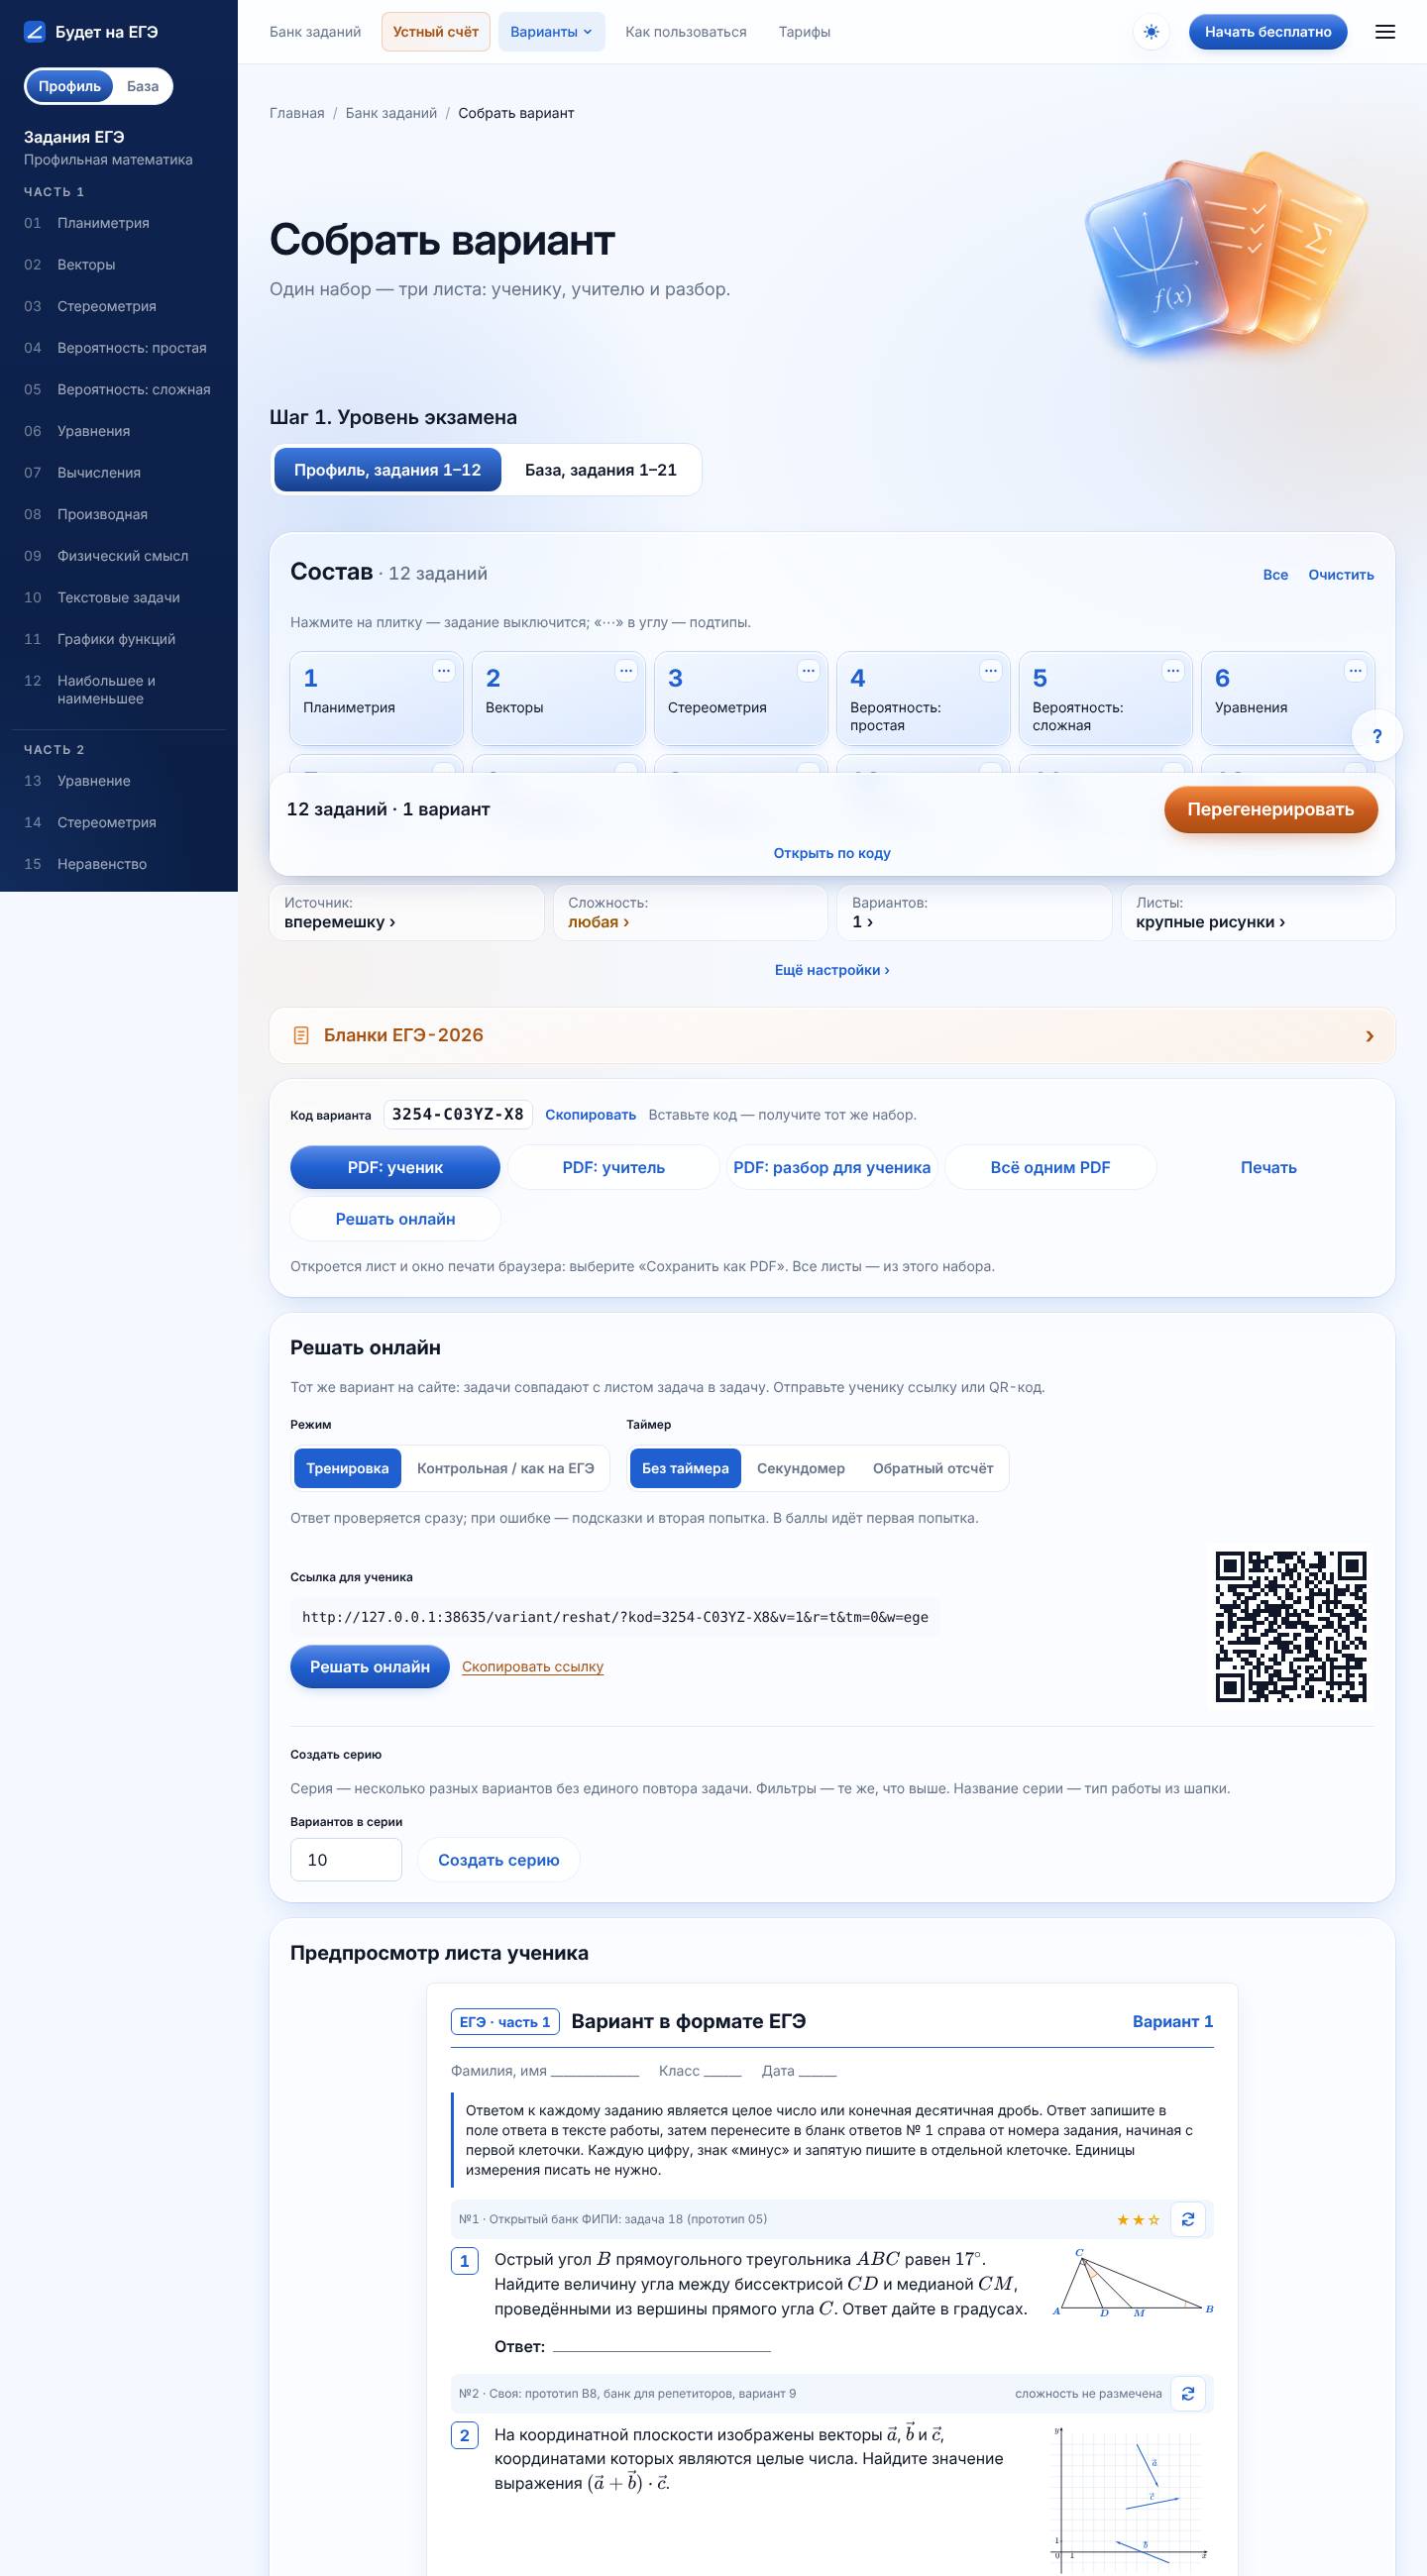 Будет на ЕГЭ
Профиль База
Задания ЕГЭ
Профильная математика
ЧАСТЬ 1
01 Планиметрия
02 Векторы
03 Стереометрия
04 Вероятность: простая
05 Вероятность: сложная
06 Уравнения
07 Вычисления
08 Производная
09 Физический смысл
10 Текстовые задачи
11 Графики функций
12 Наибольшее и
наименьшее
ЧАСТЬ 2
13 Уравнение
14 Стереометрия
15 Неравенство
Банк заданий Устный счёт Варианты Как пользоваться Тарифы Начать бесплатно
Главная / Банк заданий / Собрать вариант
Собрать вариант
Один набор — три листа: ученику, учителю и разбор.
f(x)
Σ
Шаг 1. Уровень экзамена
Профиль, задания 1–12 База, задания 1–21
Состав · 12 заданий Все Очистить
Нажмите на плитку — задание выключится; «⋯» в углу — подтипы.
1 ⋯ 2 ⋯ 3 ⋯ 4 ⋯ 5 ⋯ 6 ⋯
Планиметрия Векторы Стереометрия Вероятность: простая Вероятность: сложная Уравнения
?
12 заданий · 1 вариант Перегенерировать
Открыть по коду
Источник: Сложность: Вариантов: Листы:
вперемешку › любая › 1 › крупные рисунки ›
Ещё настройки ›
Бланки ЕГЭ-2026 ›
Код варианта 3254-C03YZ-X8 Скопировать Вставьте код — получите тот же набор.
PDF: ученик PDF: учитель PDF: разбор для ученика Всё одним PDF Печать
Решать онлайн
Откроется лист и окно печати браузера: выберите «Сохранить как PDF». Все листы — из этого набора.
Решать онлайн
Тот же вариант на сайте: задачи совпадают с листом задача в задачу. Отправьте ученику ссылку или QR-код.
Режим Таймер
Тренировка Контрольная / как на ЕГЭ Без таймера Секундомер Обратный отсчёт
Ответ проверяется сразу; при ошибке — подсказки и вторая попытка. В баллы идёт первая попытка.
Ссылка для ученика
http://127.0.0.1:38635/variant/reshat/?kod=3254-C03YZ-X8&v=1&r=t&tm=0&w=ege
Решать онлайн Скопировать ссылку
Создать серию
Серия — несколько разных вариантов без единого повтора задачи. Фильтры — те же, что выше. Название серии — тип работы из шапки.
Вариантов в серии
10 Создать серию
Предпросмотр листа ученика
ЕГЭ · часть 1 Вариант в формате ЕГЭ Вариант 1
Фамилия, имя ____________ Класс _____ Дата _____
Ответом к каждому заданию является целое число или конечная десятичная дробь. Ответ запишите в
поле ответа в тексте работы, затем перенесите в бланк ответов № 1 справа от номера задания, начиная с
первой клеточки. Каждую цифру, знак «минус» и запятую пишите в отдельной клеточке. Единицы
измерения писать не нужно.
№1 · Открытый банк ФИПИ: задача 18 (прототип 05) ★★☆
1 Острый угол B прямоугольного треугольника ABC равен 17°.
Найдите величину угла между биссектрисой CD и медианой CM,
проведёнными из вершины прямого угла C. Ответ дайте в градусах.
C
A D M B
Ответ:
№2 · Своя: прототип В8, банк для репетиторов, вариант 9 сложность не размечена
2 На координатной плоскости изображены векторы a⃗, b⃗ и c⃗,
координатами которых являются целые числа. Найдите значение
выражения (a⃗ + b⃗) · c⃗.
y
a⃗
c⃗
1 b⃗
0 1 x